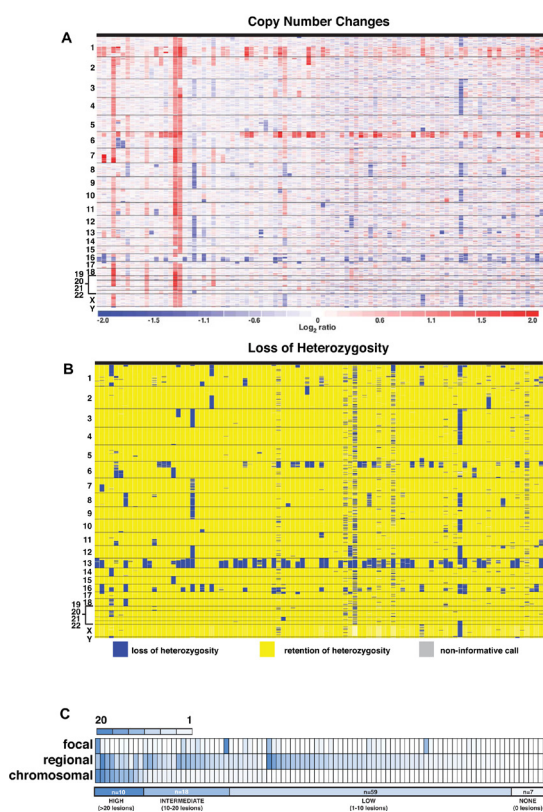 Copy Number Changes
A
1
2
3
4
5
6
7
8
9
10
11
12
13
14
15
16
17
18
19
20
21
22
X
Y
-2.0 -1.5 -1.1 -0.6 0 0.6 1.1 1.5 2.0
Log2 ratio
Loss of Heterozygosity
B
1
2
3
4
5
6
7
8
9
10
11
12
13
14
15
16
17
18
19
20
21
22
X
Y
loss of heterozygosity
retention of heterozygosity
non-informative call
C
20 1
focal
regional
chromosomal
n=10 n=18 n=59 n=7
HIGH INTERMEDIATE LOW NONE
(>20 lesions) (10-20 lesions) (1-10 lesions) (0 lesions)